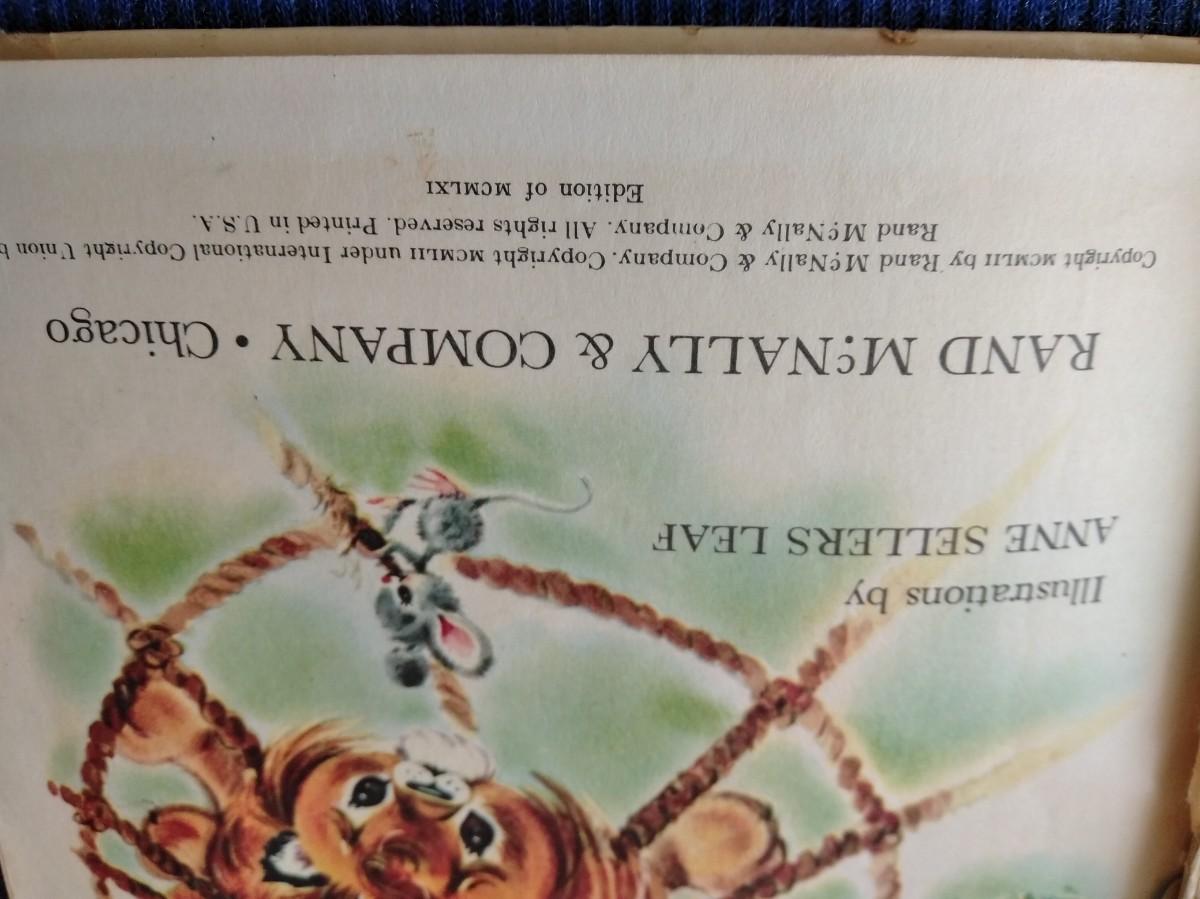 Illustrations by
ANNE SELLERS LEAF
RAND McNALLY & COMPANY • Chicago
Copyright MCMLII by Rand McNally & Company. Copyright MCMLII under International Copyright Union b
Rand McNally & Company. All rights reserved. Printed in U.S.A.
Edition of MCMLXI